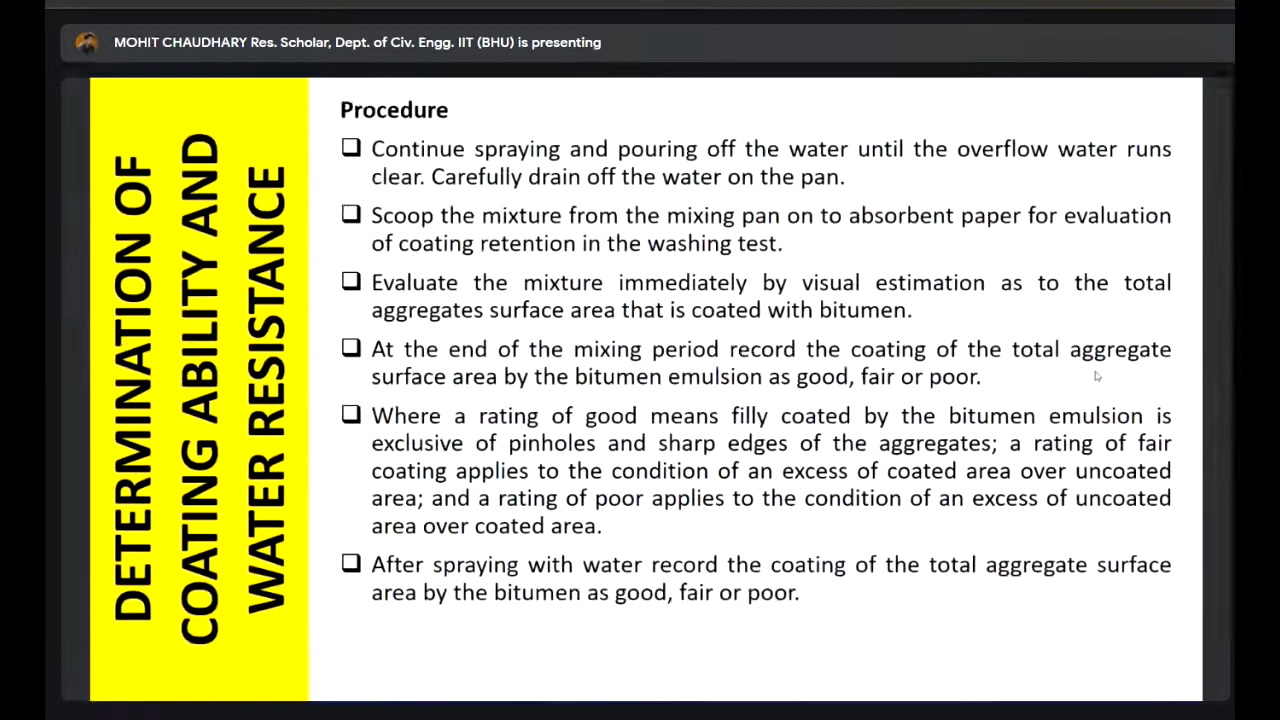 MOHIT CHAUDHARY Res. Scholar, Dept. of Civ. Engg. IIT (BHU) is presenting
DETERMINATION OF
COATING ABILITY AND
WATER RESISTANCE
Procedure
Continue spraying and pouring off the water until the overflow water runs
clear. Carefully drain off the water on the pan.
Scoop the mixture from the mixing pan on to absorbent paper for evaluation
of coating retention in the washing test.
Evaluate the mixture immediately by visual estimation as to the total
aggregates surface area that is coated with bitumen.
At the end of the mixing period record the coating of the total aggregate
surface area by the bitumen emulsion as good, fair or poor.
Where a rating of good means filly coated by the bitumen emulsion is
exclusive of pinholes and sharp edges of the aggregates; a rating of fair
coating applies to the condition of an excess of coated area over uncoated
area; and a rating of poor applies to the condition of an excess of uncoated
area over coated area.
After spraying with water record the coating of the total aggregate surface
area by the bitumen as good, fair or poor.